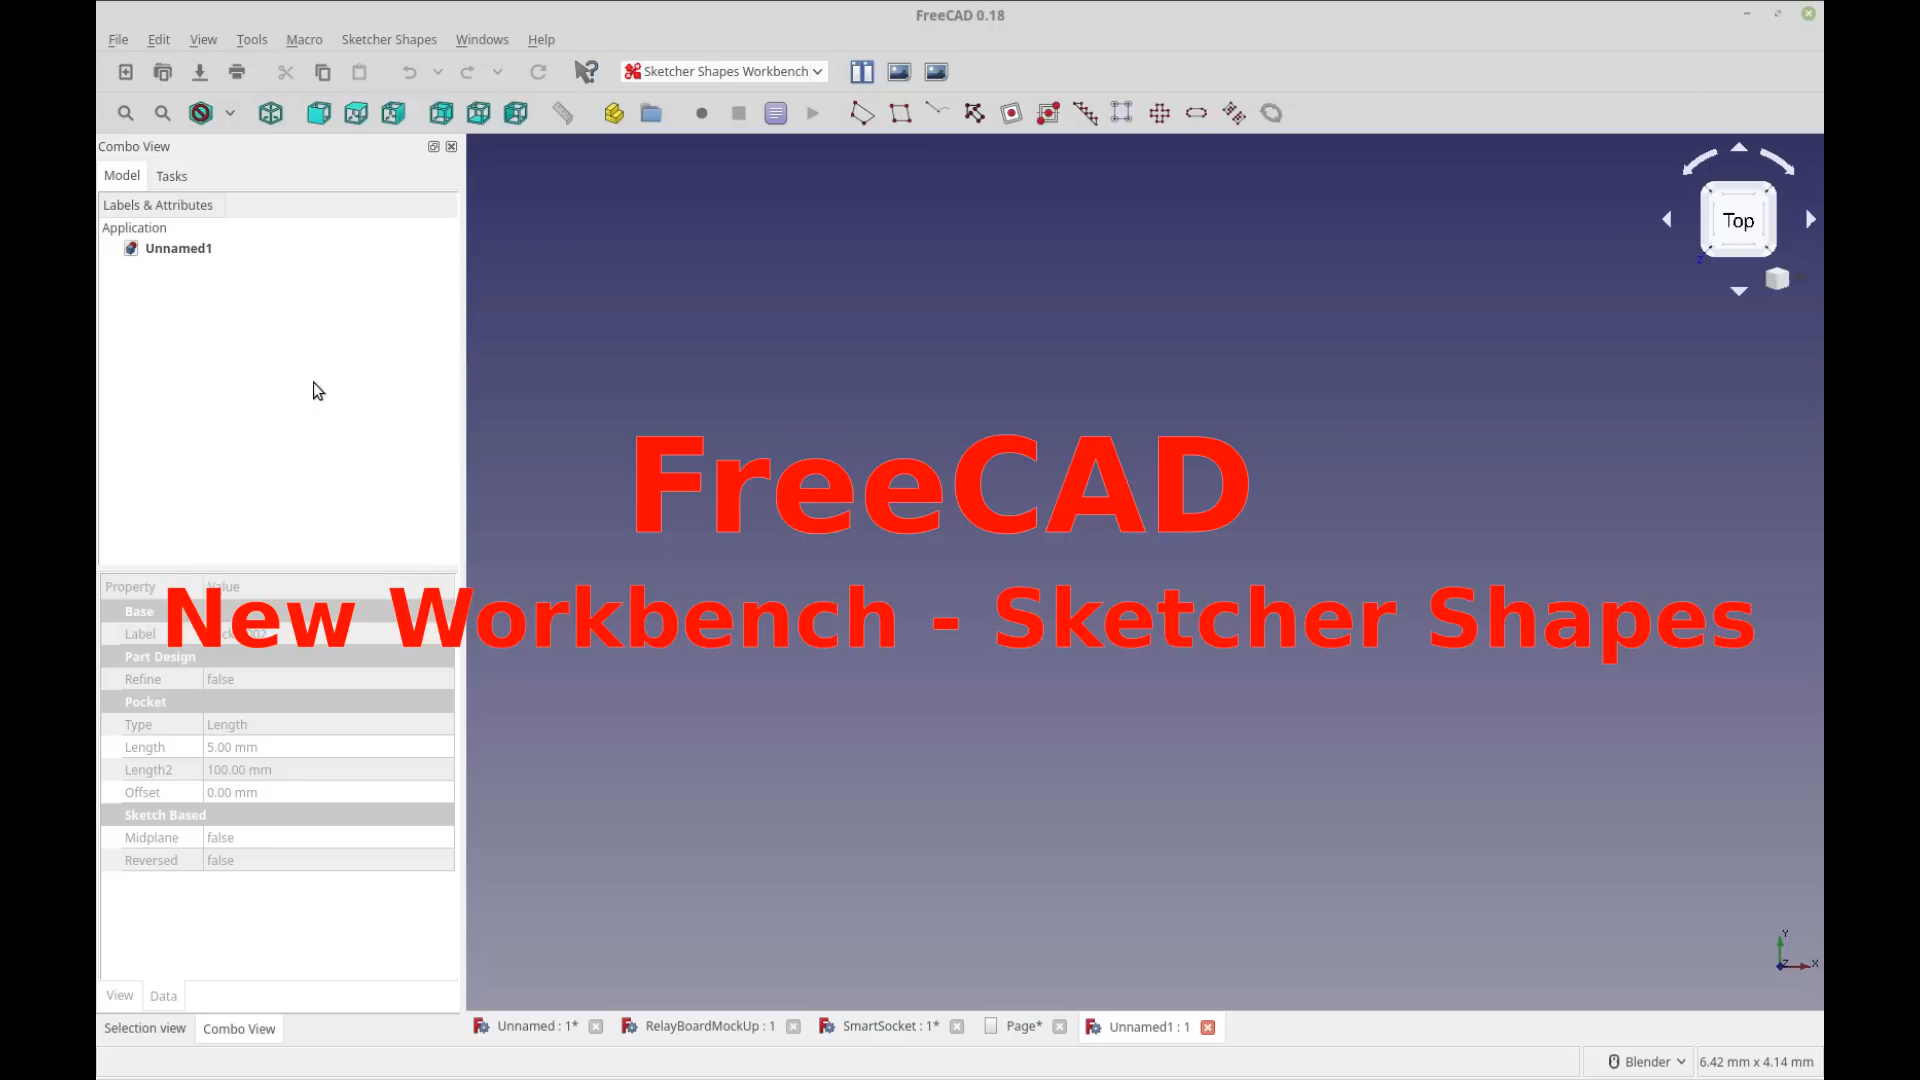 FreeCAD 0.18
File Edit View Tools Macro Sketcher Shapes Windows Help
Sketcher Shapes Workbench
Combo View
Model Tasks
Labels & Attributes
Application
Unnamed1
Top
Z
FreeCAD
New Workbench - Sketcher Shapes
Property Value
Base
Label
Part Design
Refine false
Pocket
Type Length
Length 5.00 mm
Length2 100.00 mm
Offset 0.00 mm
Sketch Based
Midplane false
Reversed false
Y
Z X
View Data
Selection view Combo View
Unnamed : 1* RelayBoardMockUp : 1 SmartSocket : 1* Page* Unnamed1 : 1
Blender 6.42 mm x 4.14 mm